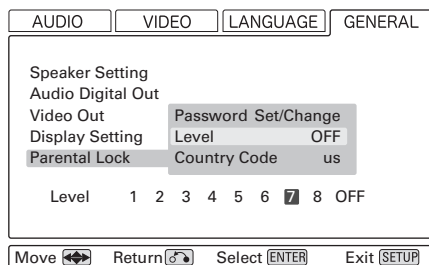 AUDIO VIDEO LANGUAGE GENERAL
Speaker Setting
Audio Digital Out
Video Out
Password Set/Change
Display Setting
Level OFF
Parental Lock
Country Code us
Level 1 2 3 4 5 6 7 8 OFF
Move Return Select ENTER Exit SETUP